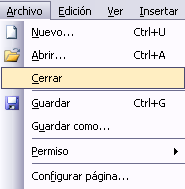 Archivo Edición Ver Insertar
Nuevo... Ctrl+U
Abrir... Ctrl+A
Cerrar
Guardar Ctrl+G
Guardar como...
Permiso
Configurar página...